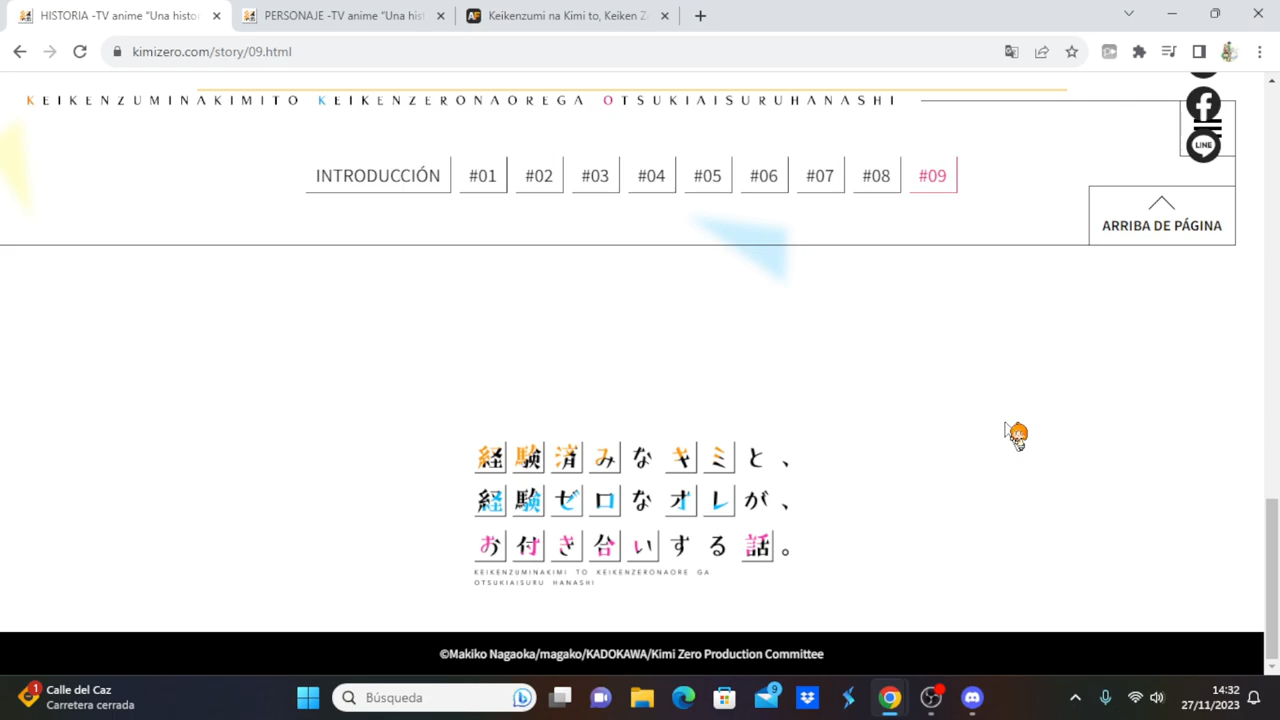 HISTORIA -TV anime “Una histor
PERSONAJE -TV anime “Una hist
Keikenzumi na Kimi to, Keiken Ze
kimizero.com/story/09.html
KEIKENZUMINAKIMITO KEIKENZERONAOREGA OTSUKIAISURUHANASHI
LINE
INTRODUCCIÓN #01 #02 #03 #04 #05 #06 #07 #08 #09
ARRIBA DE PÁGINA
経験済みなキミと、
経験ゼロなオレが、
お付き合いする話。
KEIKENZUMINAKIMI TO KEIKENZERONAORE GA
OTSUKIAISURU HANASHI
©Makiko Nagaoka/magako/KADOKAWA/Kimi Zero Production Committee
1
Calle del Caz
Carretera cerrada
Búsqueda
9
14:32
27/11/2023